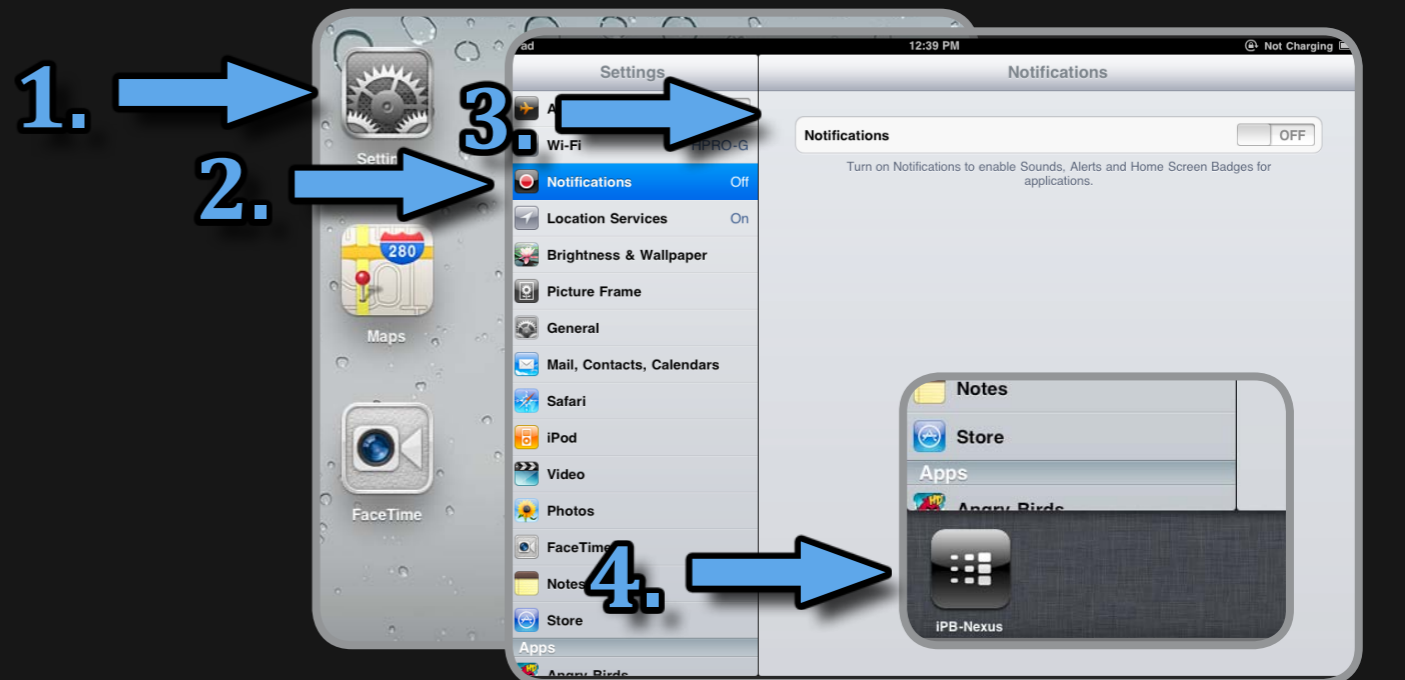 1.
2.
3.
4.
Maps
280
FaceTime
ad
12:39 PM
Not Charging
Settings
Wi-Fi
Notifications Off
Location Services On
Brightness & Wallpaper
Picture Frame
General
Mail, Contacts, Calendars
Safari
iPod
Video
Photos
FaceTime
Notes
Store
Apps
Angry Birds
Notifications
Notifications OFF
Turn on Notifications to enable Sounds, Alerts and Home Screen Badges for
applications.
Notes
Store
Apps
Angry Birds
iPB-Nexus